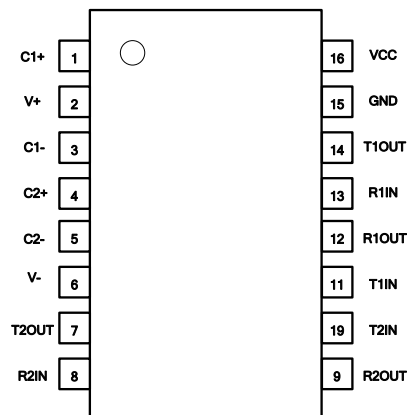 C1+ 1 16 VCC
V+ 2 15 GND
C1- 3 14 T1OUT
C2+ 4 13 R1IN
C2- 5 12 R1OUT
V- 6 11 T1IN
T2OUT 7 19 T2IN
R2IN 8 9 R2OUT